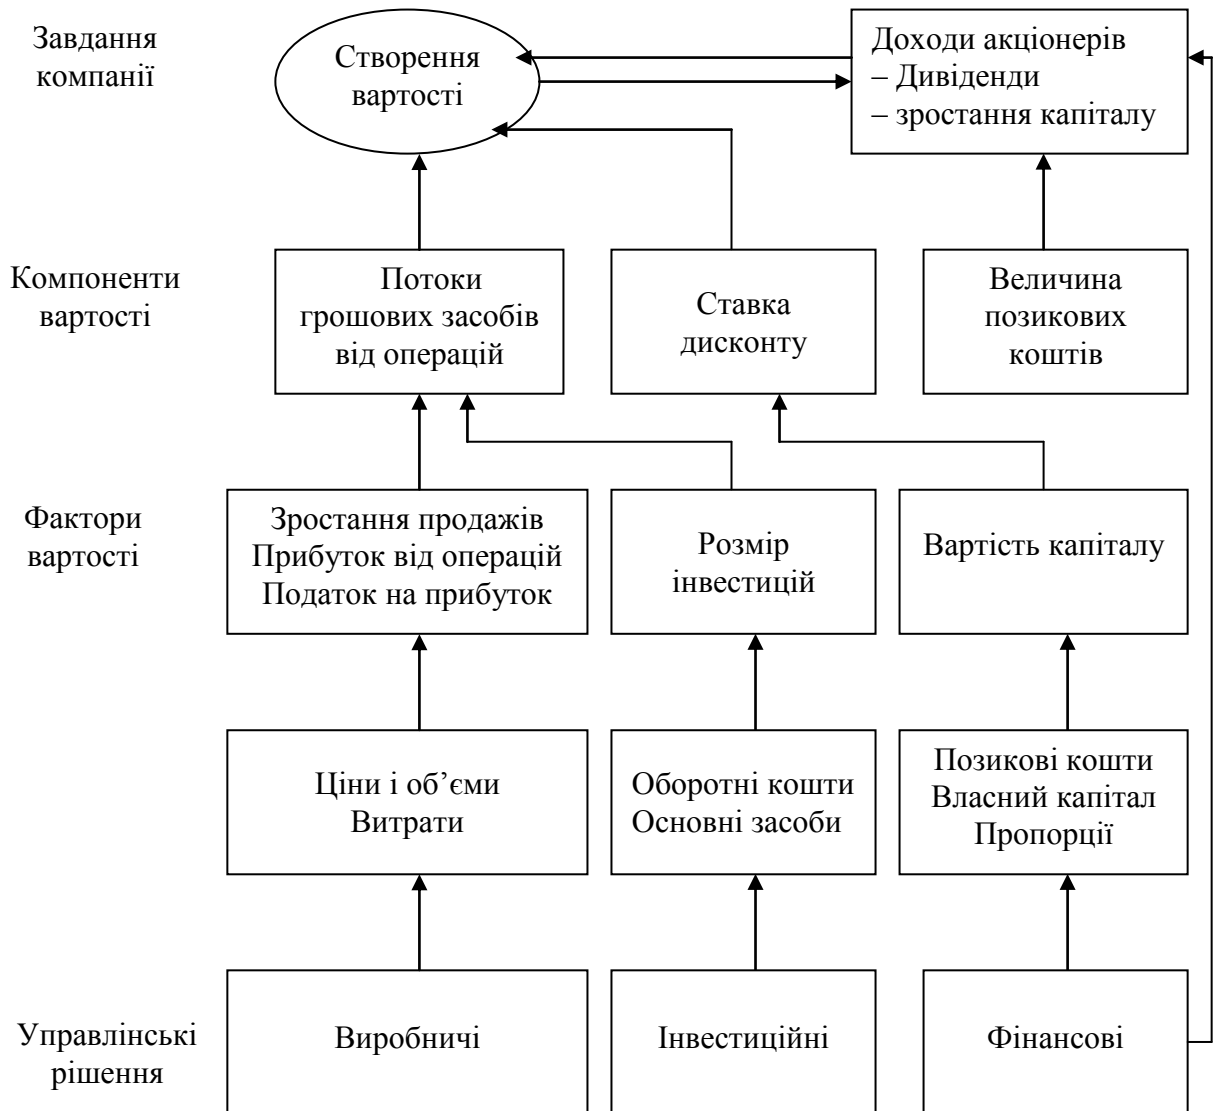 Завдання
компанії
Створення
вартості
Доходи акціонерів
– Дивіденди
– зростання капіталу
Компоненти
вартості
Потоки
грошових засобів
від операцій
Ставка
дисконту
Величина
позикових
коштів
Фактори
вартості
Зростання продажів
Прибуток від операцій
Податок на прибуток
Розмір
інвестицій
Вартість капіталу
Ціни і об’єми
Витрати
Оборотні кошти
Основні засоби
Позикові кошти
Власний капітал
Пропорції
Управлінські
рішення
Виробничі
Інвестиційні
Фінансові